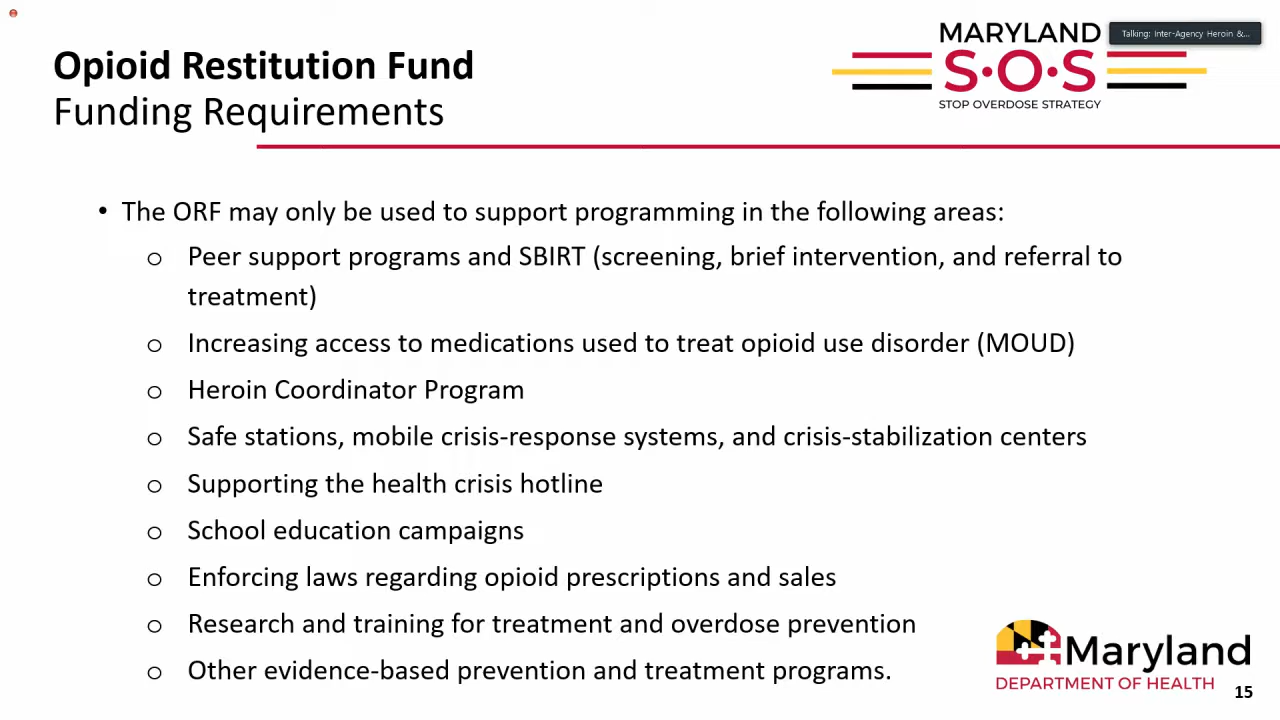 Talking: Inter-Agency Heroin &...
MARYLAND
S·O·S
STOP OVERDOSE STRATEGY
Opioid Restitution Fund
Funding Requirements
• The ORF may only be used to support programming in the following areas:
o Peer support programs and SBIRT (screening, brief intervention, and referral to
treatment)
o Increasing access to medications used to treat opioid use disorder (MOUD)
o Heroin Coordinator Program
o Safe stations, mobile crisis-response systems, and crisis-stabilization centers
o Supporting the health crisis hotline
o School education campaigns
o Enforcing laws regarding opioid prescriptions and sales
o Research and training for treatment and overdose prevention
o Other evidence-based prevention and treatment programs.
Maryland
DEPARTMENT OF HEALTH
15